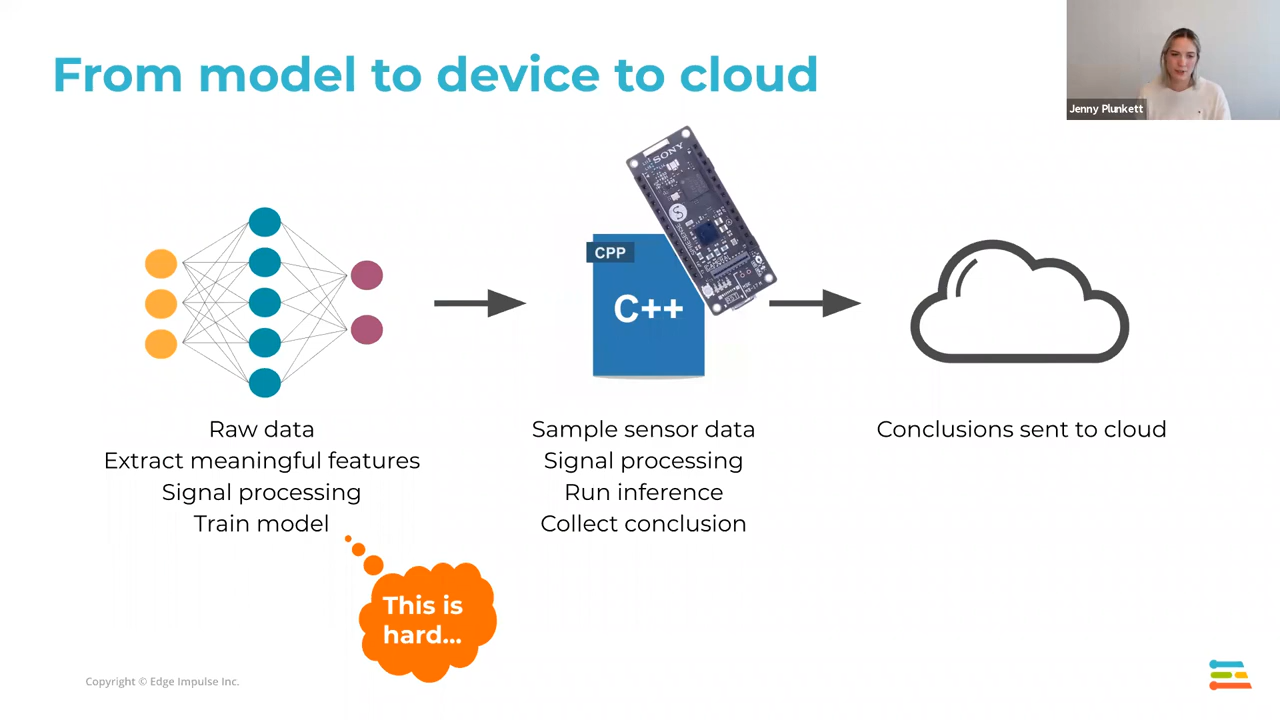 From model to device to cloud
Jenny Plunkett
SONY
CPP
C++
Raw data
Extract meaningful features
Signal processing
Train model
Sample sensor data
Signal processing
Run inference
Collect conclusion
Conclusions sent to cloud
This is
hard...
Copyright © Edge Impulse Inc.